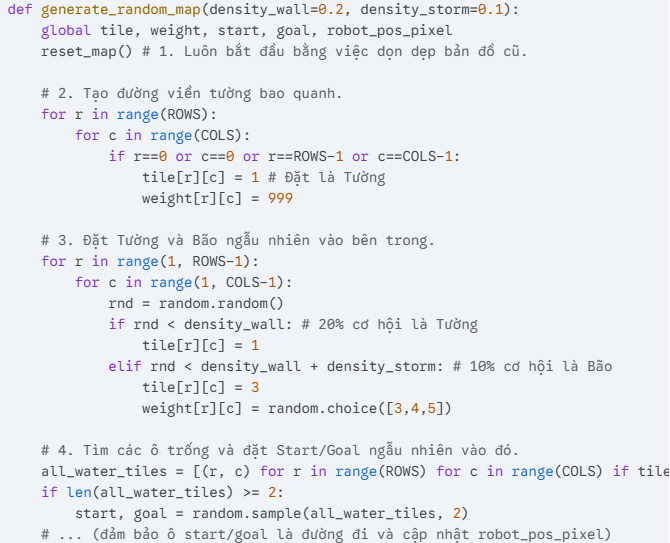 def generate_random_map(density_wall=0.2, density_storm=0.1):
    global tile, weight, start, goal, robot_pos_pixel
    reset_map() # 1. Luôn bắt đầu bằng việc dọn dẹp bản đồ cũ.

    # 2. Tạo đường viền tường bao quanh.
    for r in range(ROWS):
        for c in range(COLS):
            if r==0 or c==0 or r==ROWS-1 or c==COLS-1:
                tile[r][c] = 1 # Đặt là Tường
                weight[r][c] = 999

    # 3. Đặt Tường và Bão ngẫu nhiên vào bên trong.
    for r in range(1, ROWS-1):
        for c in range(1, COLS-1):
            rnd = random.random()
            if rnd < density_wall: # 20% cơ hội là Tường
                tile[r][c] = 1
            elif rnd < density_wall + density_storm: # 10% cơ hội là Bão
                tile[r][c] = 3
                weight[r][c] = random.choice([3,4,5])

    # 4. Tìm các ô trống và đặt Start/Goal ngẫu nhiên vào đó.
    all_water_tiles = [(r, c) for r in range(ROWS) for c in range(COLS) if tile
    if len(all_water_tiles) >= 2:
        start, goal = random.sample(all_water_tiles, 2)
    # ... (đảm bảo ô start/goal là đường đi và cập nhật robot_pos_pixel)